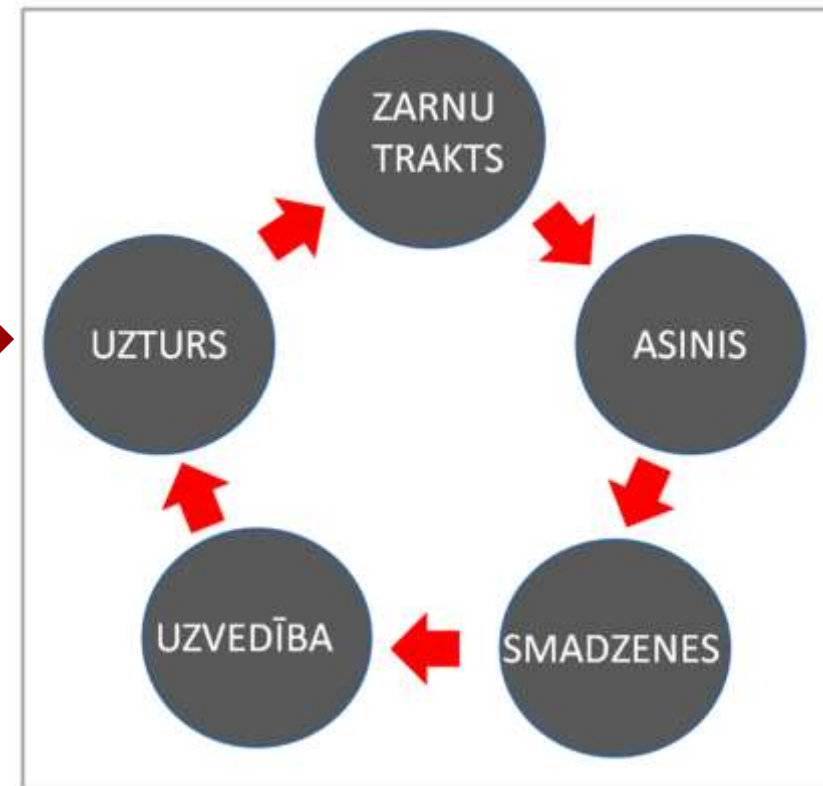 ZARNU
TRAKTS
UZTURS
ASINIS
UZVEDĪBA
SMADZENES